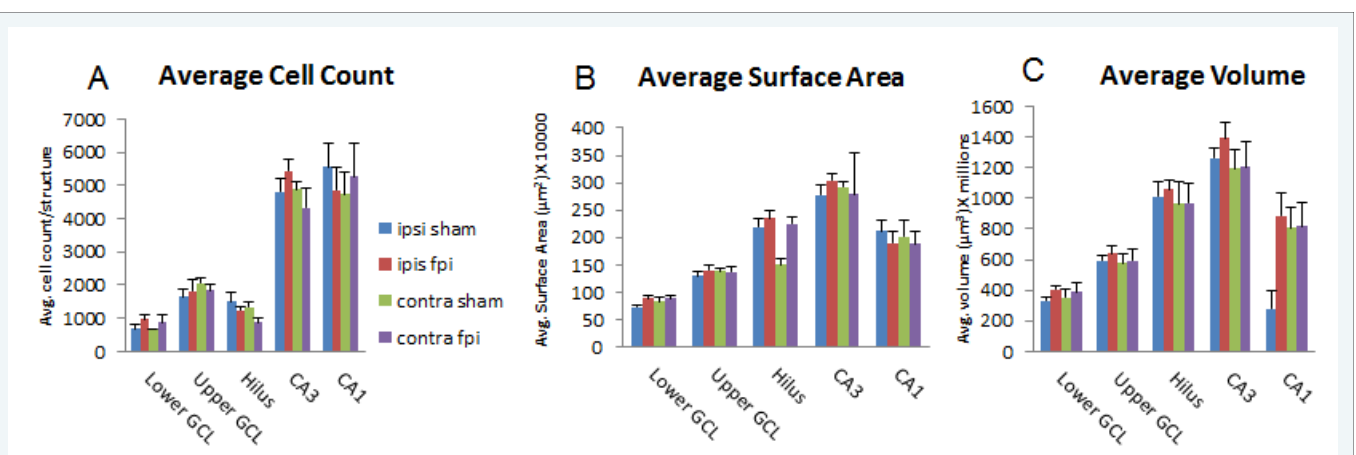 A Average Cell Count
Avg. cell count/structure
7000
6000
5000
4000
3000
2000
1000
0
Lower GCL
Upper GCL
Hilus
CA3
CA1
ipsi sham
ipis fpi
contra sham
contra fpi
B Average Surface Area
Avg. Surface Area (µm²)X 10000
400
350
300
250
200
150
100
50
0
Lower GCL
Upper GCL
Hilus
CA3
CA1
C Average Volume
Avg. volume (µm³)X millions
1600
1400
1200
1000
800
600
400
200
0
Lower GCL
Upper GCL
Hilus
CA3
CA1